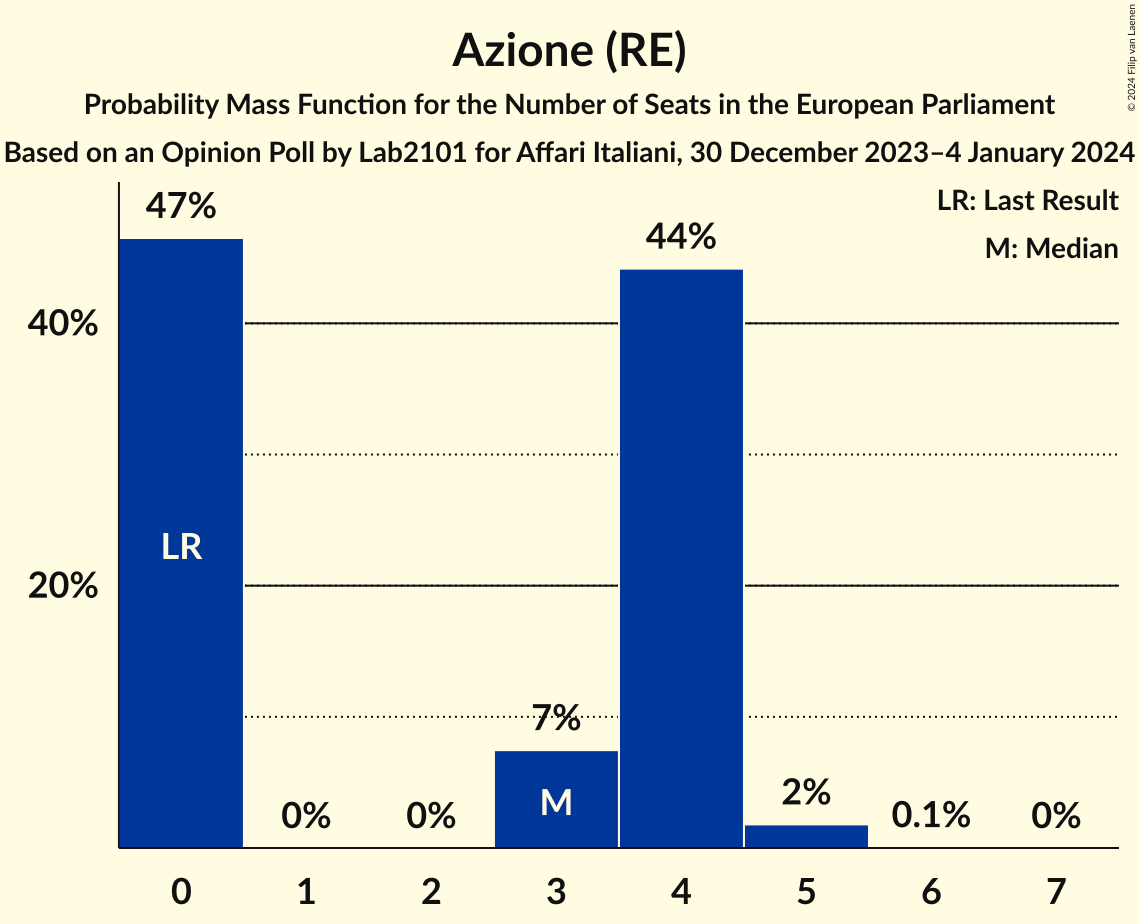 Azione (RE)
Probability Mass Function for the Number of Seats in the European Parliament
Based on an Opinion Poll by Lab2101 for Affari Italiani, 30 December 2023–4 January 2024
© 2024 Filip van Laenen
LR: Last Result
M: Median
47%
44%
40%
LR
20%
7%
M
2%
0%
0%
0.1%
0%
0 1 2 3 4 5 6 7